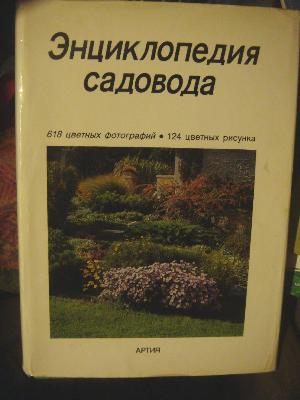 Энциклопедия
садовода
618 цветных фотографий • 124 цветных рисунка
АРТИЯ